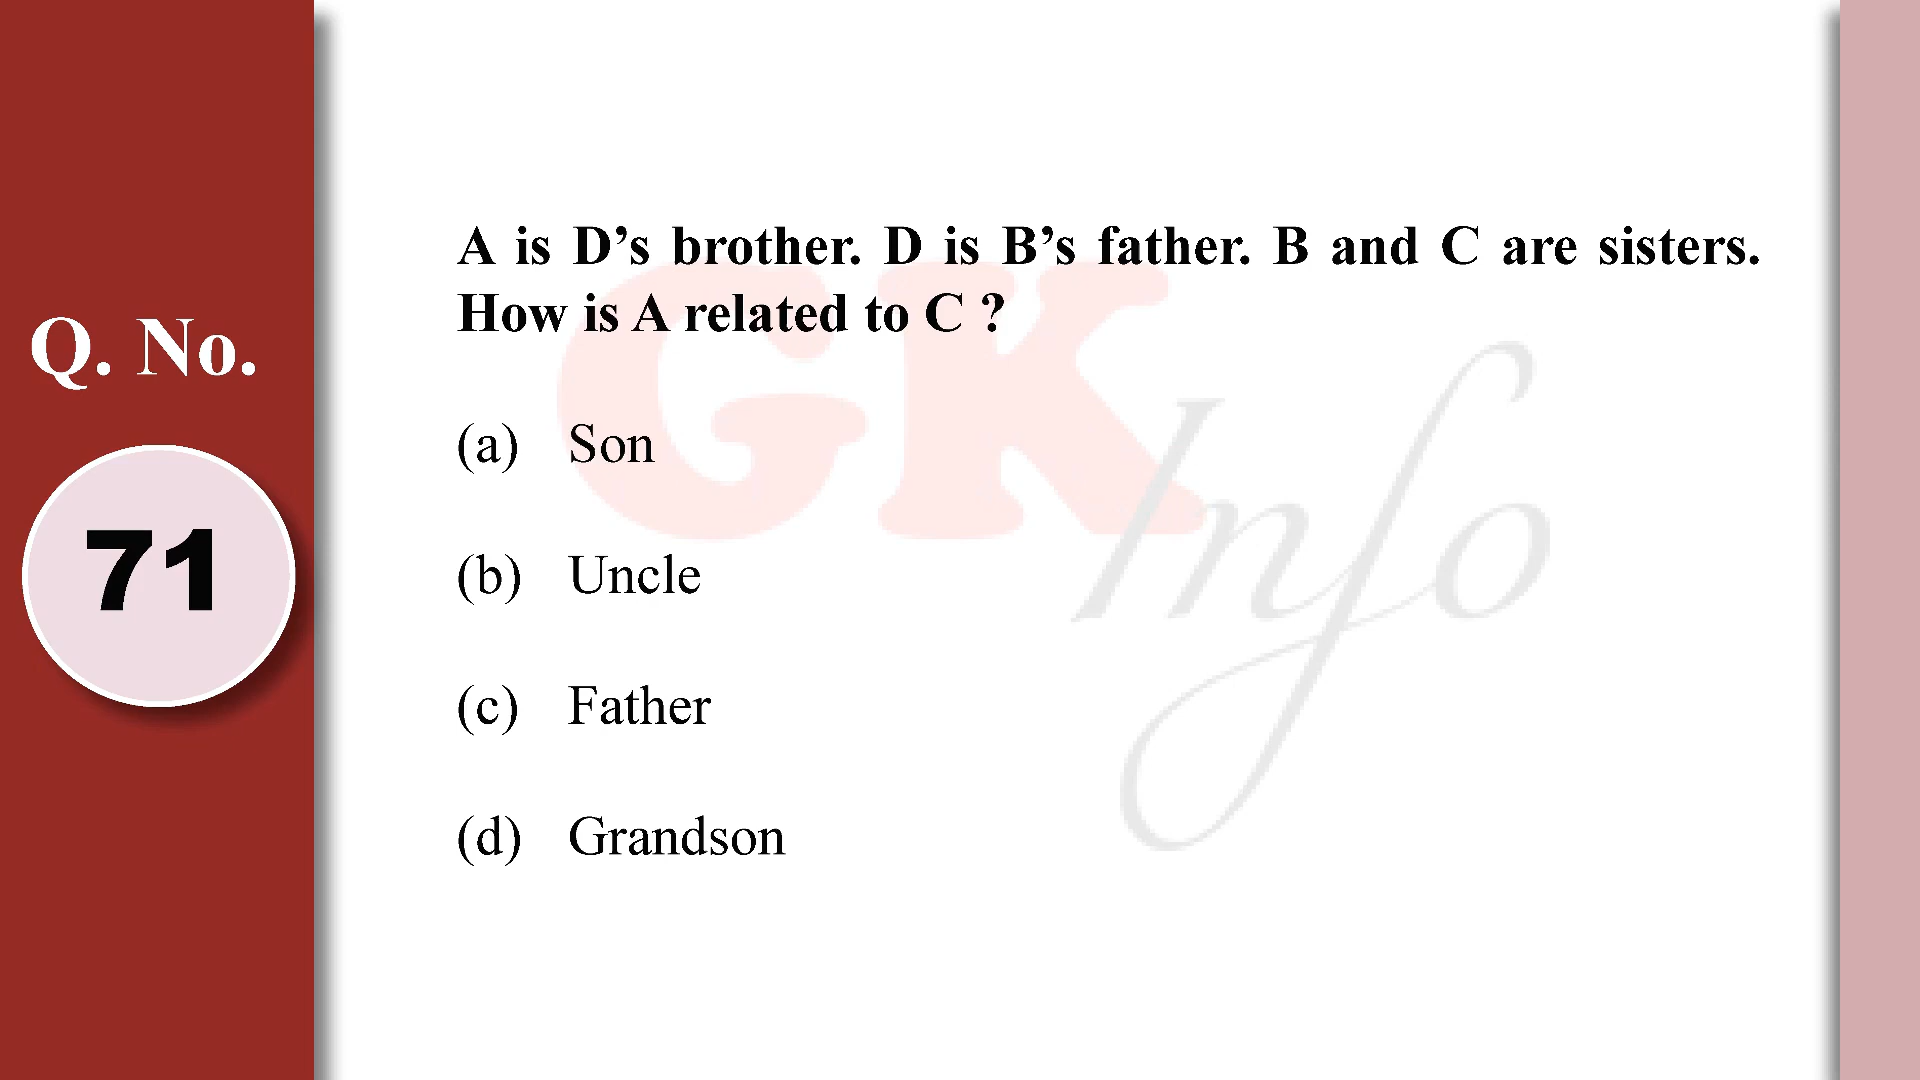 Q. No.
71
A is D’s brother. D is B’s father. B and C are sisters.
How is A related to C ?
(a) Son
(b) Uncle
(c) Father
(d) Grandson
GK
Info